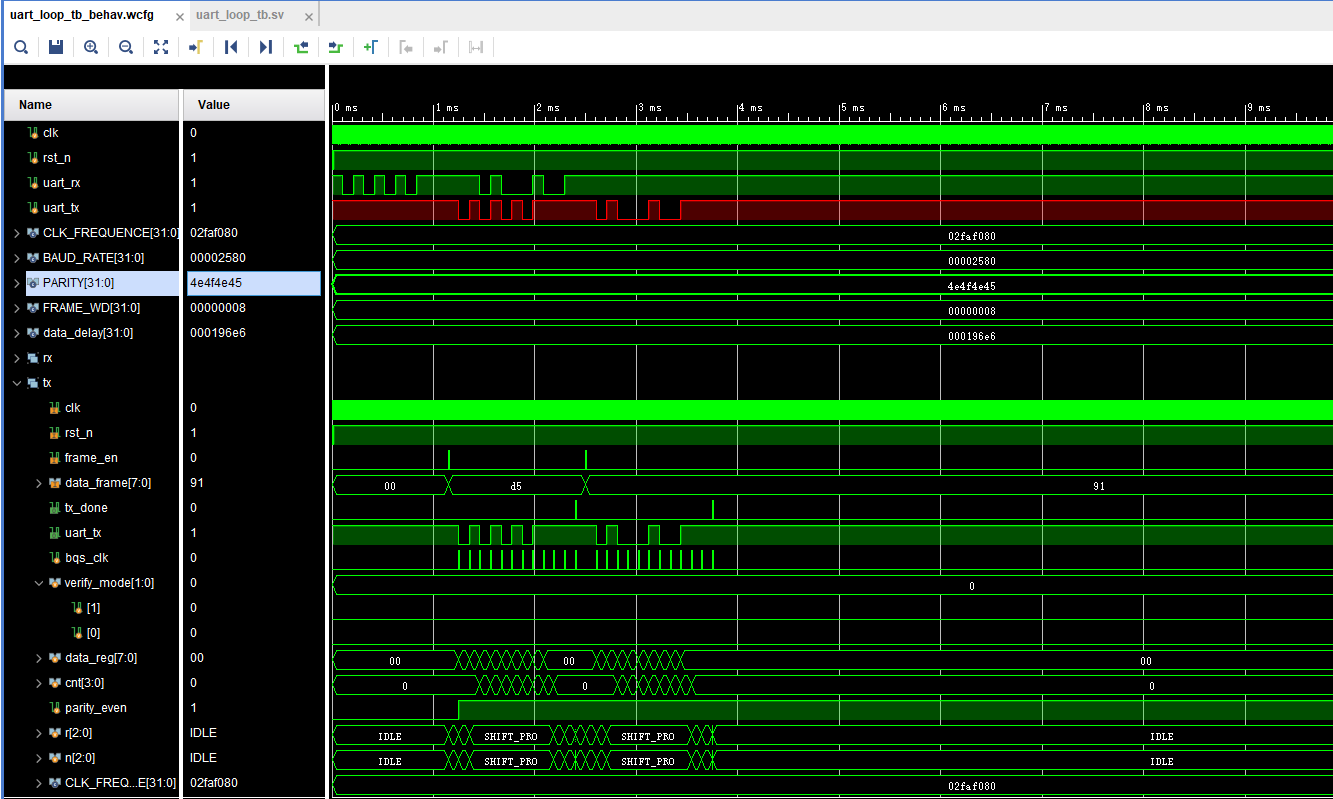 uart_loop_tb_behav.wcfg × uart_loop_tb.sv ×
Name Value
0 ms 1 ms 2 ms 3 ms 4 ms 5 ms 6 ms 7 ms 8 ms 9 ms
clk 0
rst_n 1
uart_rx 1
uart_tx 1
CLK_FREQUENCE[31:0] 02faf080 02faf080
BAUD_RATE[31:0] 00002580 00002580
PARITY[31:0] 4e4f4e45 4e4f4e45
FRAME_WD[31:0] 00000008 00000008
data_delay[31:0] 000196e6 000196e6
rx
tx
clk 0
rst_n 1
frame_en 0
data_frame[7:0] 91 00 d5 91
tx_done 0
uart_tx 1
bqs_clk 0
verify_mode[1:0] 0 0
[1] 0
[0] 0
data_reg[7:0] 00 00 00 00
cnt[3:0] 0 0 0 0
parity_even 1
r[2:0] IDLE IDLE SHIFT_PRO SHIFT_PRO IDLE
n[2:0] IDLE IDLE SHIFT_PRO SHIFT_PRO IDLE
CLK_FREQ...E[31:0] 02faf080 02faf080